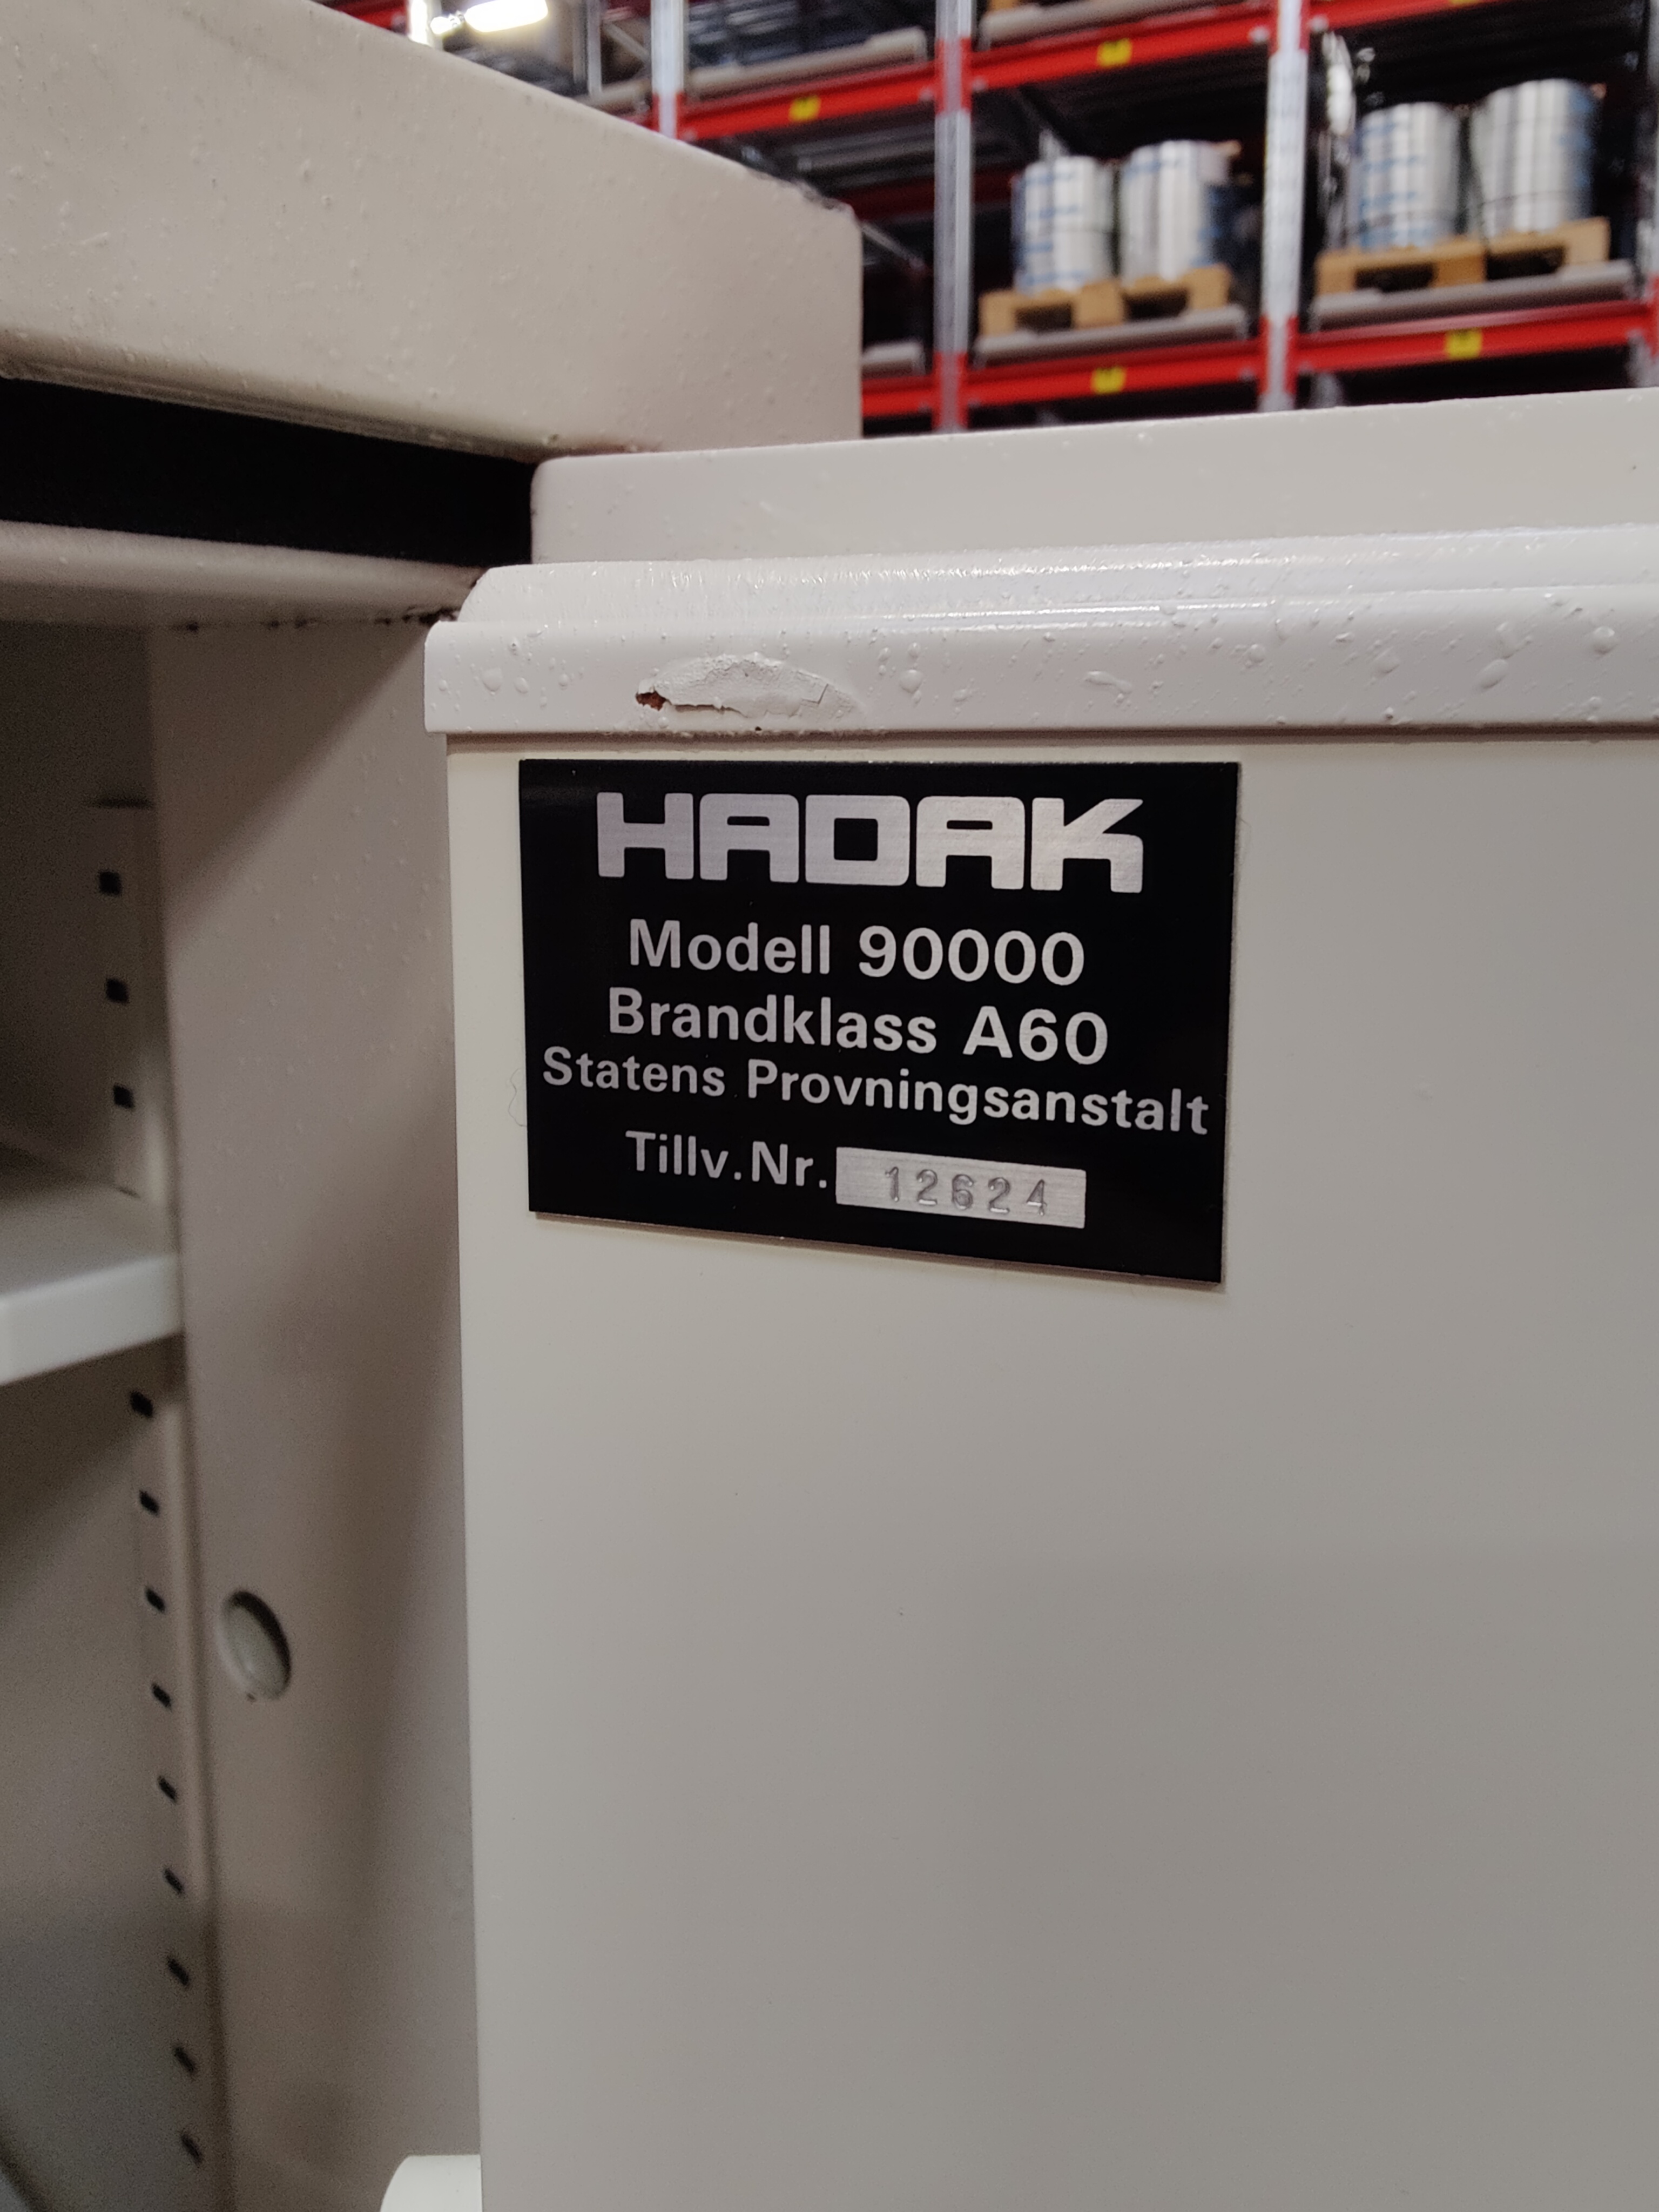 HADAK
Modell 90000
Brandklass A60
Statens Provningsanstalt
Tillv.Nr. 12624